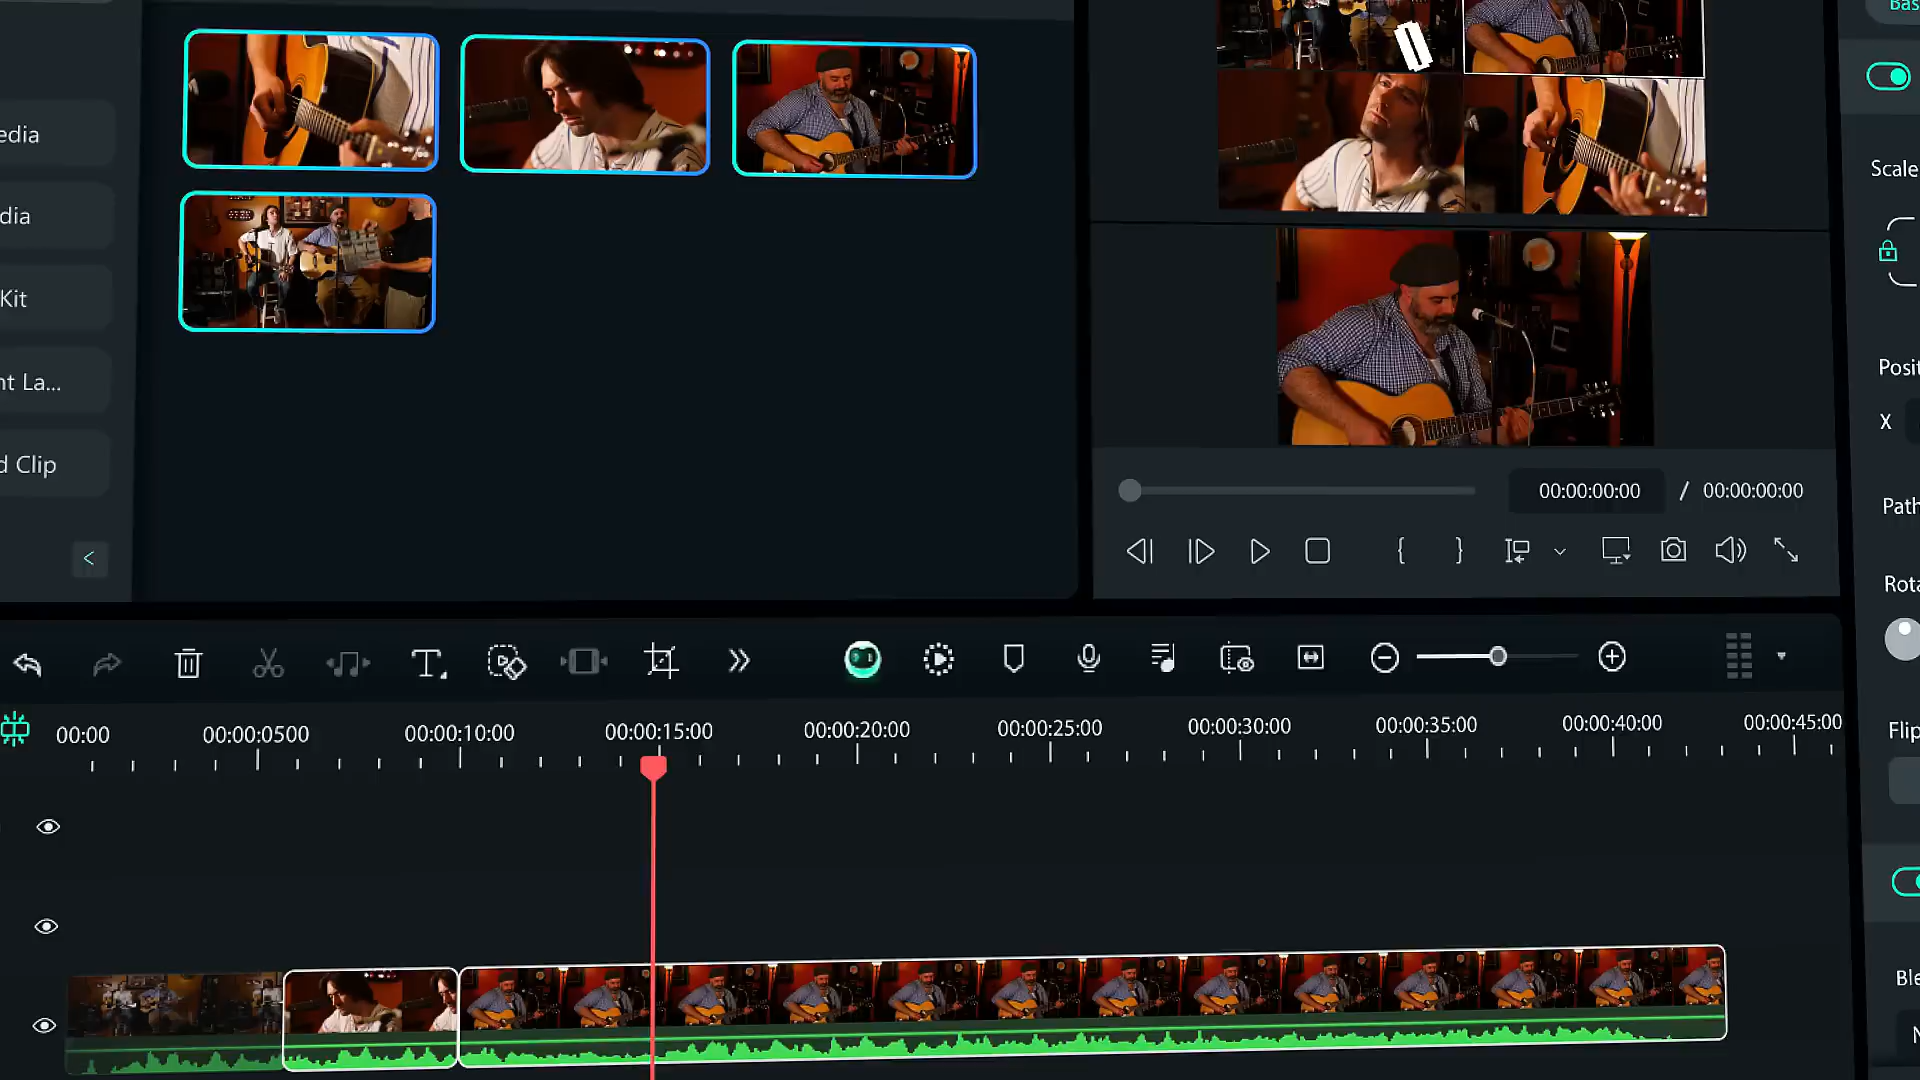 edia
dia
Kit
nt La...
d Clip
<
Bas
Scale
Posit
X
Path
Rota
Flip
Ble
N
00:00:00:00 / 00:00:00:00
{ }
T
00:00
00:00:0500
00:00:10:00
00:00:15:00
00:00:20:00
00:00:25:00
00:00:30:00
00:00:35:00
00:00:40:00
00:00:45:00